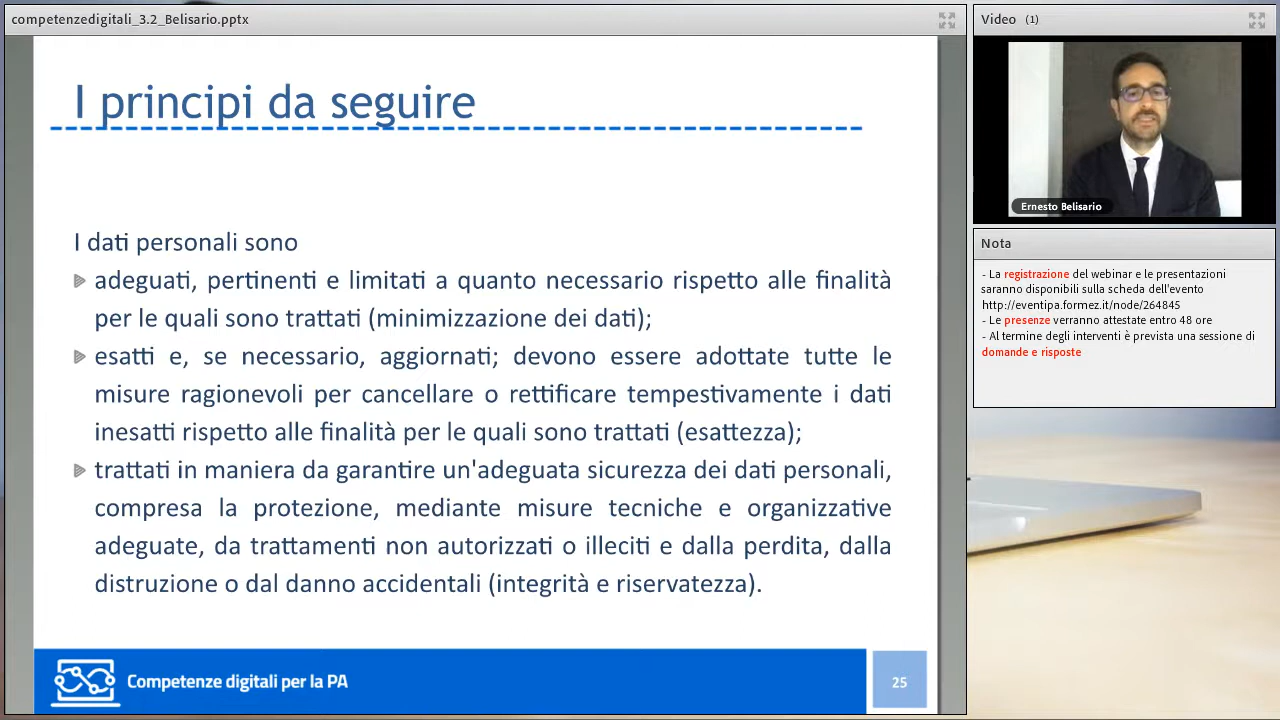 competenzedigitali_3.2_Belisario.pptx
I principi da seguire
I dati personali sono
adeguati, pertinenti e limitati a quanto necessario rispetto alle finalità
per le quali sono trattati (minimizzazione dei dati);
esatti e, se necessario, aggiornati; devono essere adottate tutte le
misure ragionevoli per cancellare o rettificare tempestivamente i dati
inesatti rispetto alle finalità per le quali sono trattati (esattezza);
trattati in maniera da garantire un'adeguata sicurezza dei dati personali,
compresa la protezione, mediante misure tecniche e organizzative
adeguate, da trattamenti non autorizzati o illeciti e dalla perdita, dalla
distruzione o dal danno accidentali (integrità e riservatezza).
Competenze digitali per la PA
25
Video (1)
Ernesto Belisario
Nota
- La registrazione del webinar e le presentazioni
saranno disponibili sulla scheda dell'evento
http://eventipa.formez.it/node/264845
- Le presenze verranno attestate entro 48 ore
- Al termine degli interventi è prevista una sessione di
domande e risposte